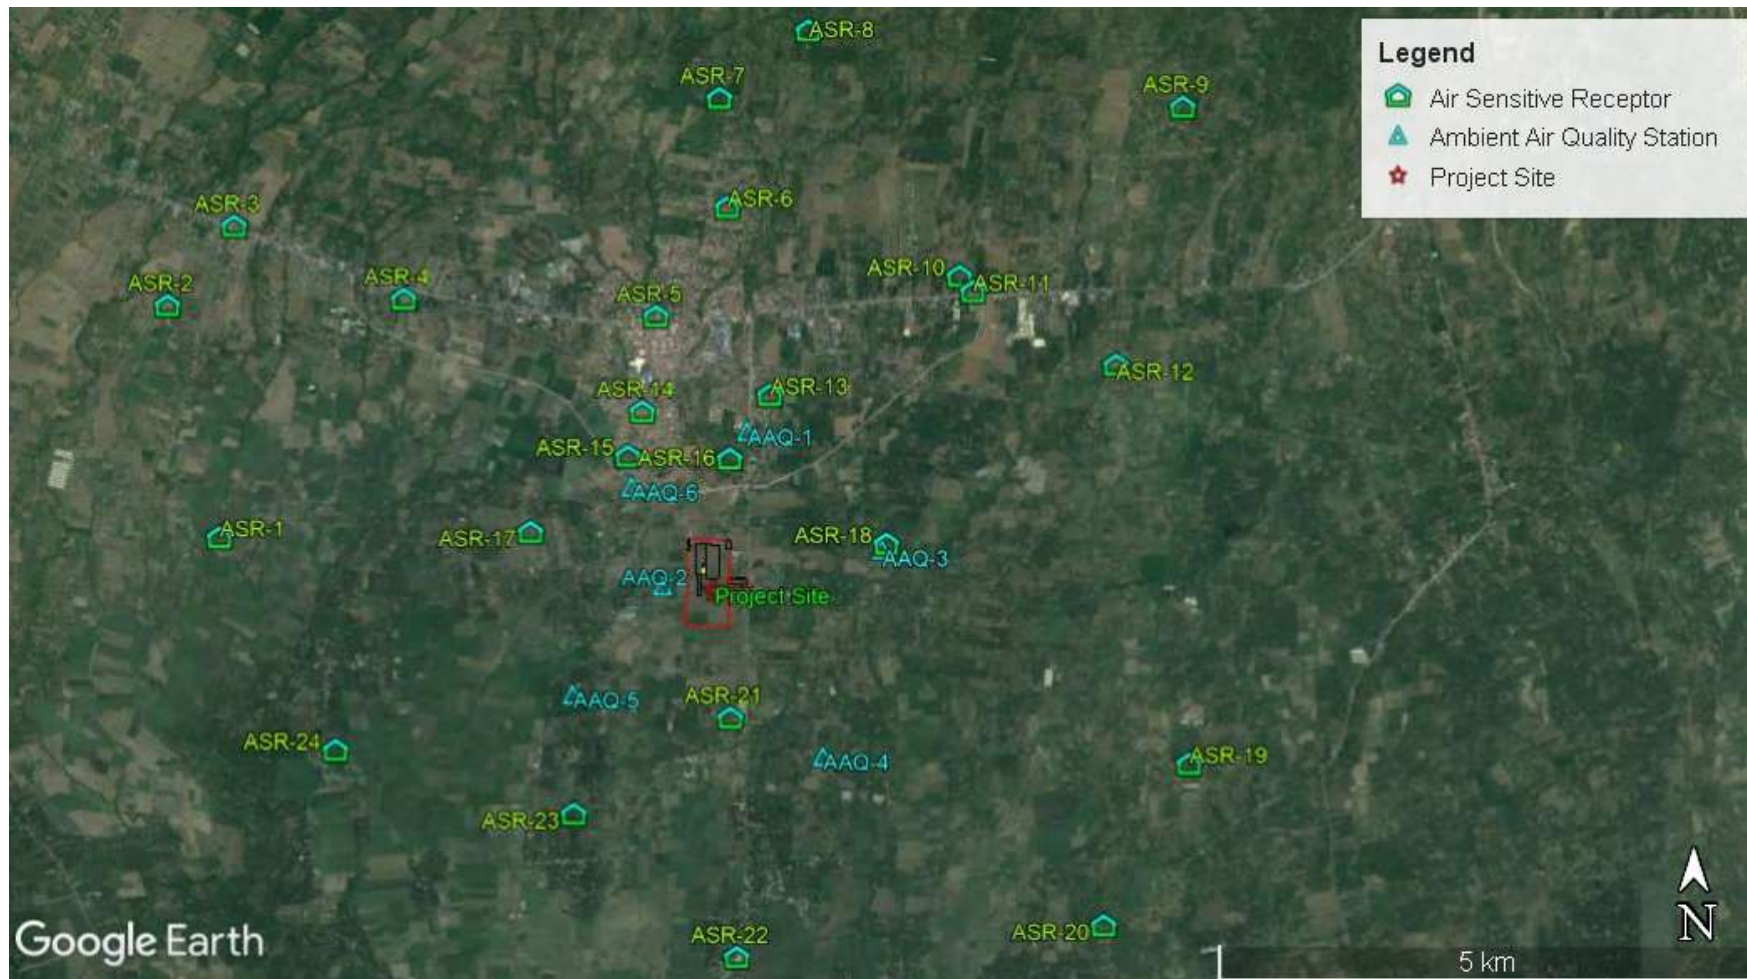 ASR-8
Legend
ASR-7
ASR-9
Air Sensitive Receptor
Ambient Air Quality Station
Project Site
ASR-3
ASR-6
ASR-2
ASR-4
ASR-5
ASR-10
ASR-11
ASR-12
ASR-14
ASR-13
AAQ-1
ASR-15
ASR-16
AAQ-6
ASR-1
ASR-17
ASR-18
AAQ-3
AAQ-2
Project Site
AAQ-5
ASR-21
ASR-24
AAQ-4
ASR-19
ASR-23
ASR-22
ASR-20
N
Google Earth
5 km